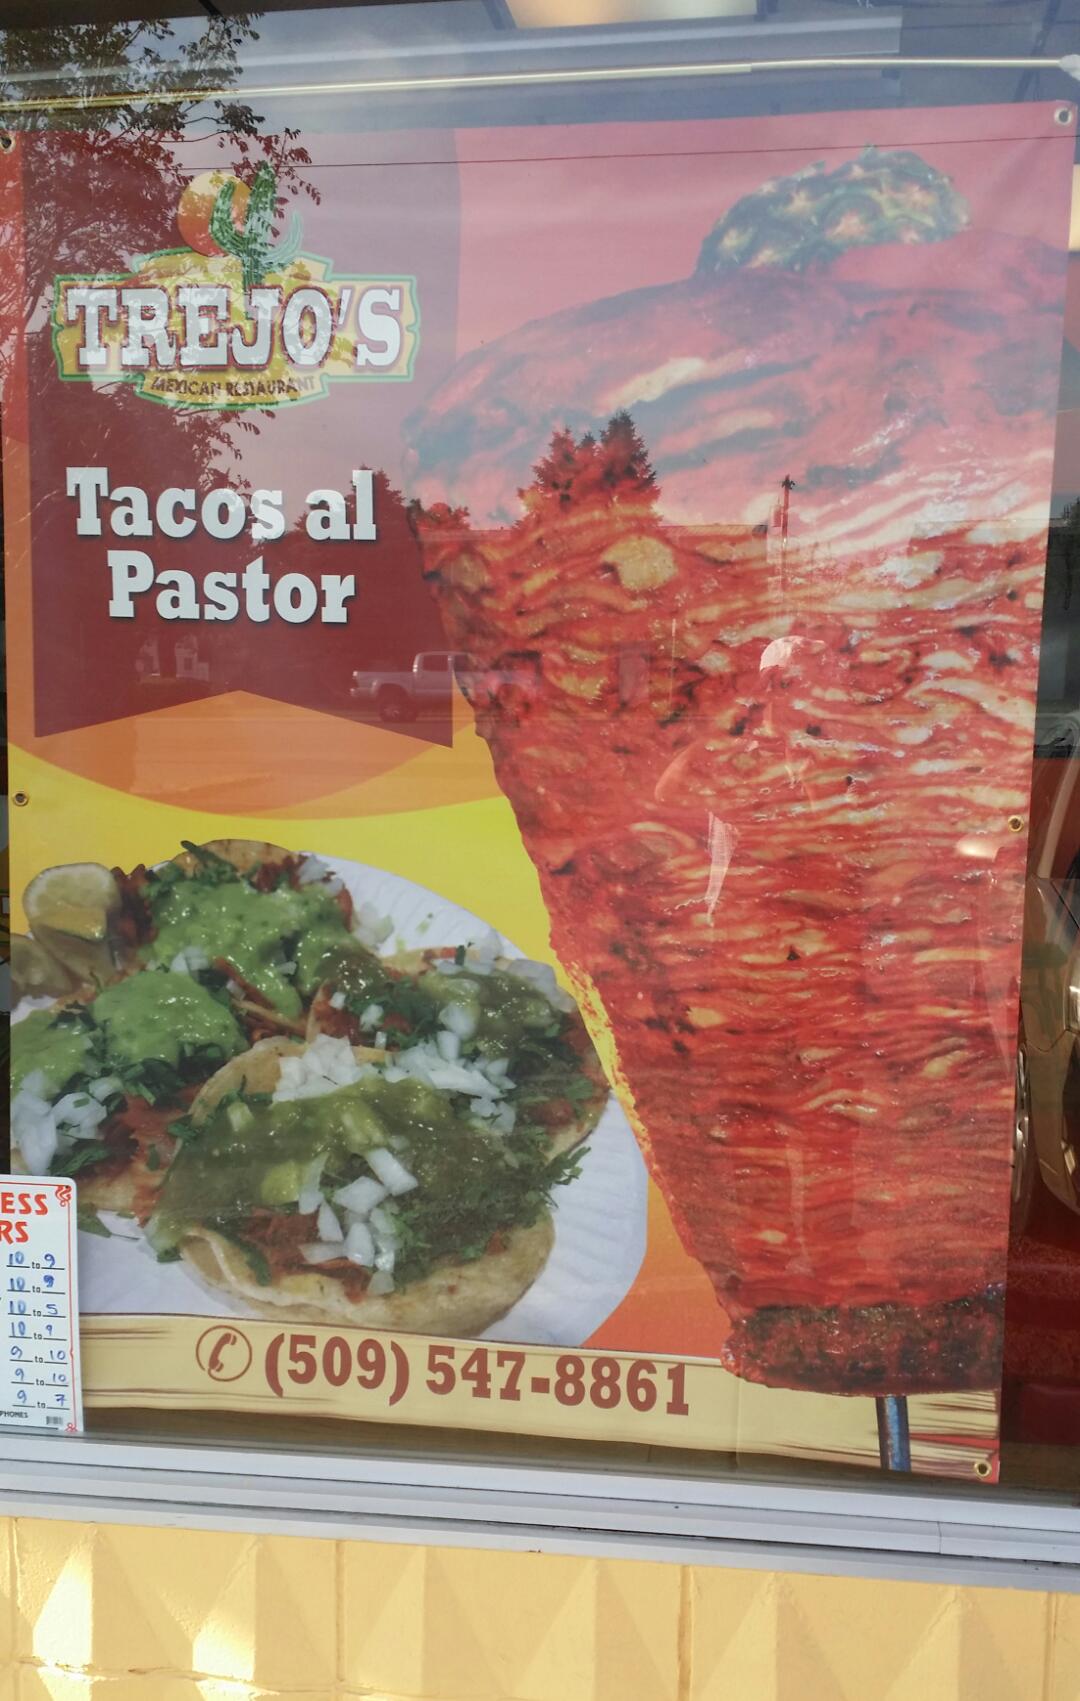 TREJO'S
MEXICAN RESTAURANT
Tacos al
Pastor
ESS
RS
10 to 9
10 to 9
10 to 5
10 to 9
9 to 10
9 to 10
9 to 7
PHONES
(509) 547-8861